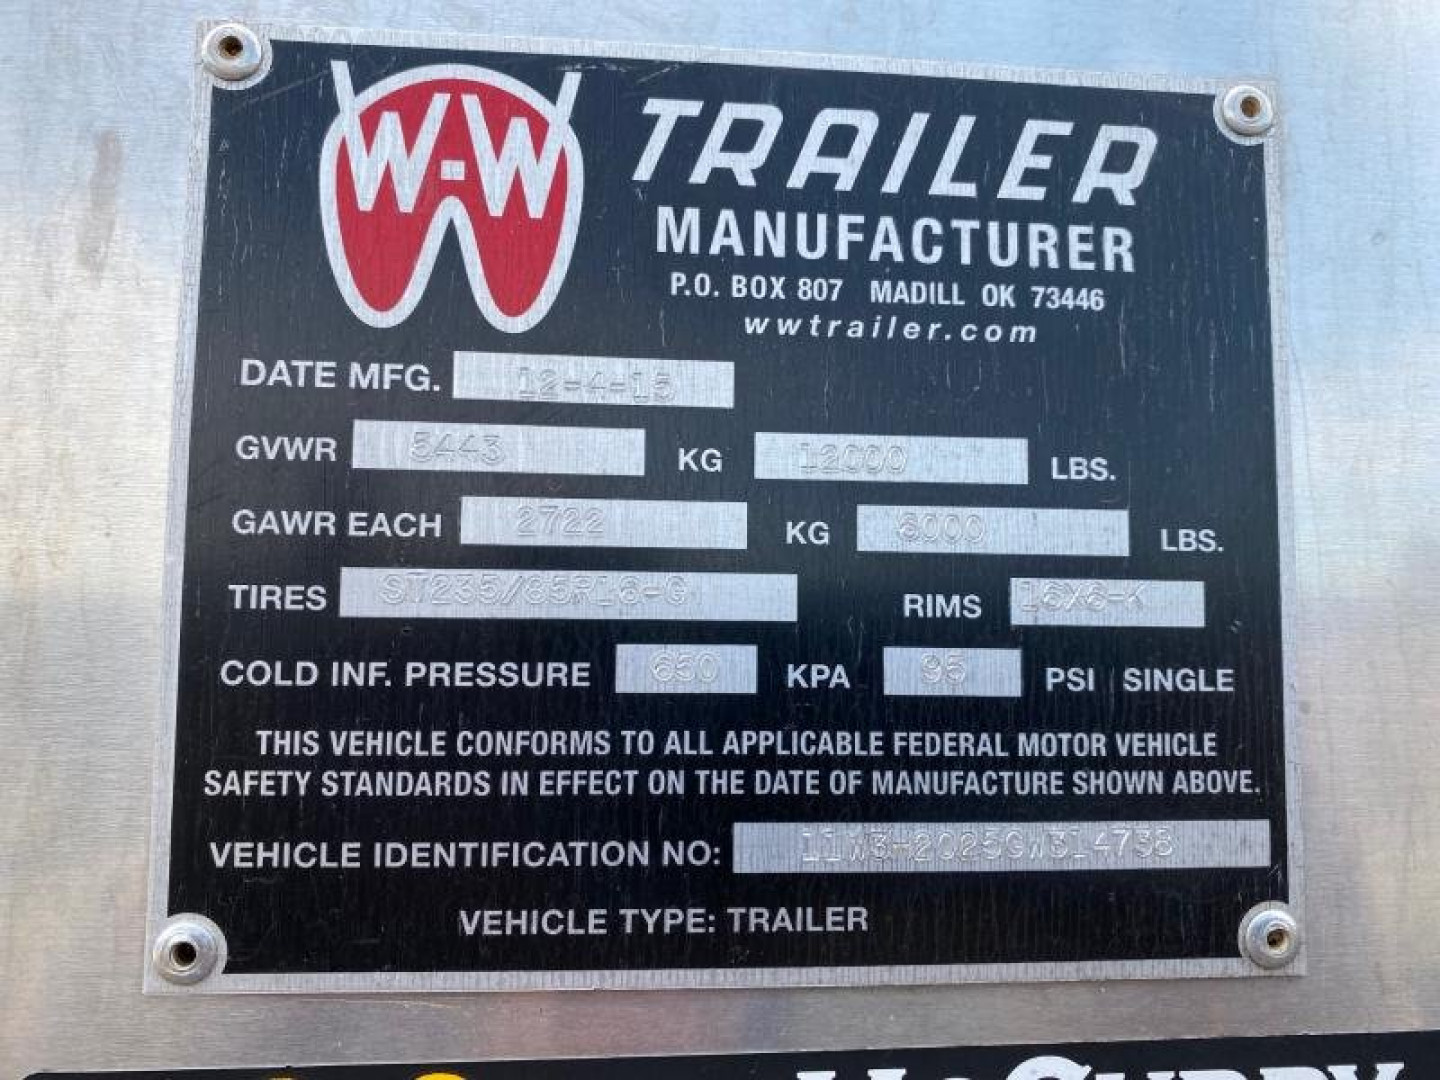 W-W TRAILER
MANUFACTURER
P.O. BOX 807 MADILL OK 73446
wwtrailer.com
DATE MFG. 12-4-15
GVWR 5443 KG 12000 LBS.
GAWR EACH 2722 KG 6000 LBS.
TIRES ST235/85R16-G RIMS 16X6-K
COLD INF. PRESSURE 650 KPA 95 PSI SINGLE
THIS VEHICLE CONFORMS TO ALL APPLICABLE FEDERAL MOTOR VEHICLE
SAFETY STANDARDS IN EFFECT ON THE DATE OF MANUFACTURE SHOWN ABOVE.
VEHICLE IDENTIFICATION NO: 11W3H2025GW314738
VEHICLE TYPE: TRAILER